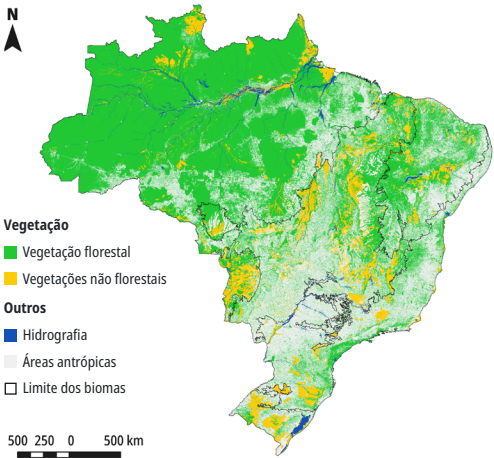 N
Vegetação
Vegetação florestal
Vegetações não florestais
Outros
Hidrografia
Áreas antrópicas
Limite dos biomas
500 250 0 500 km